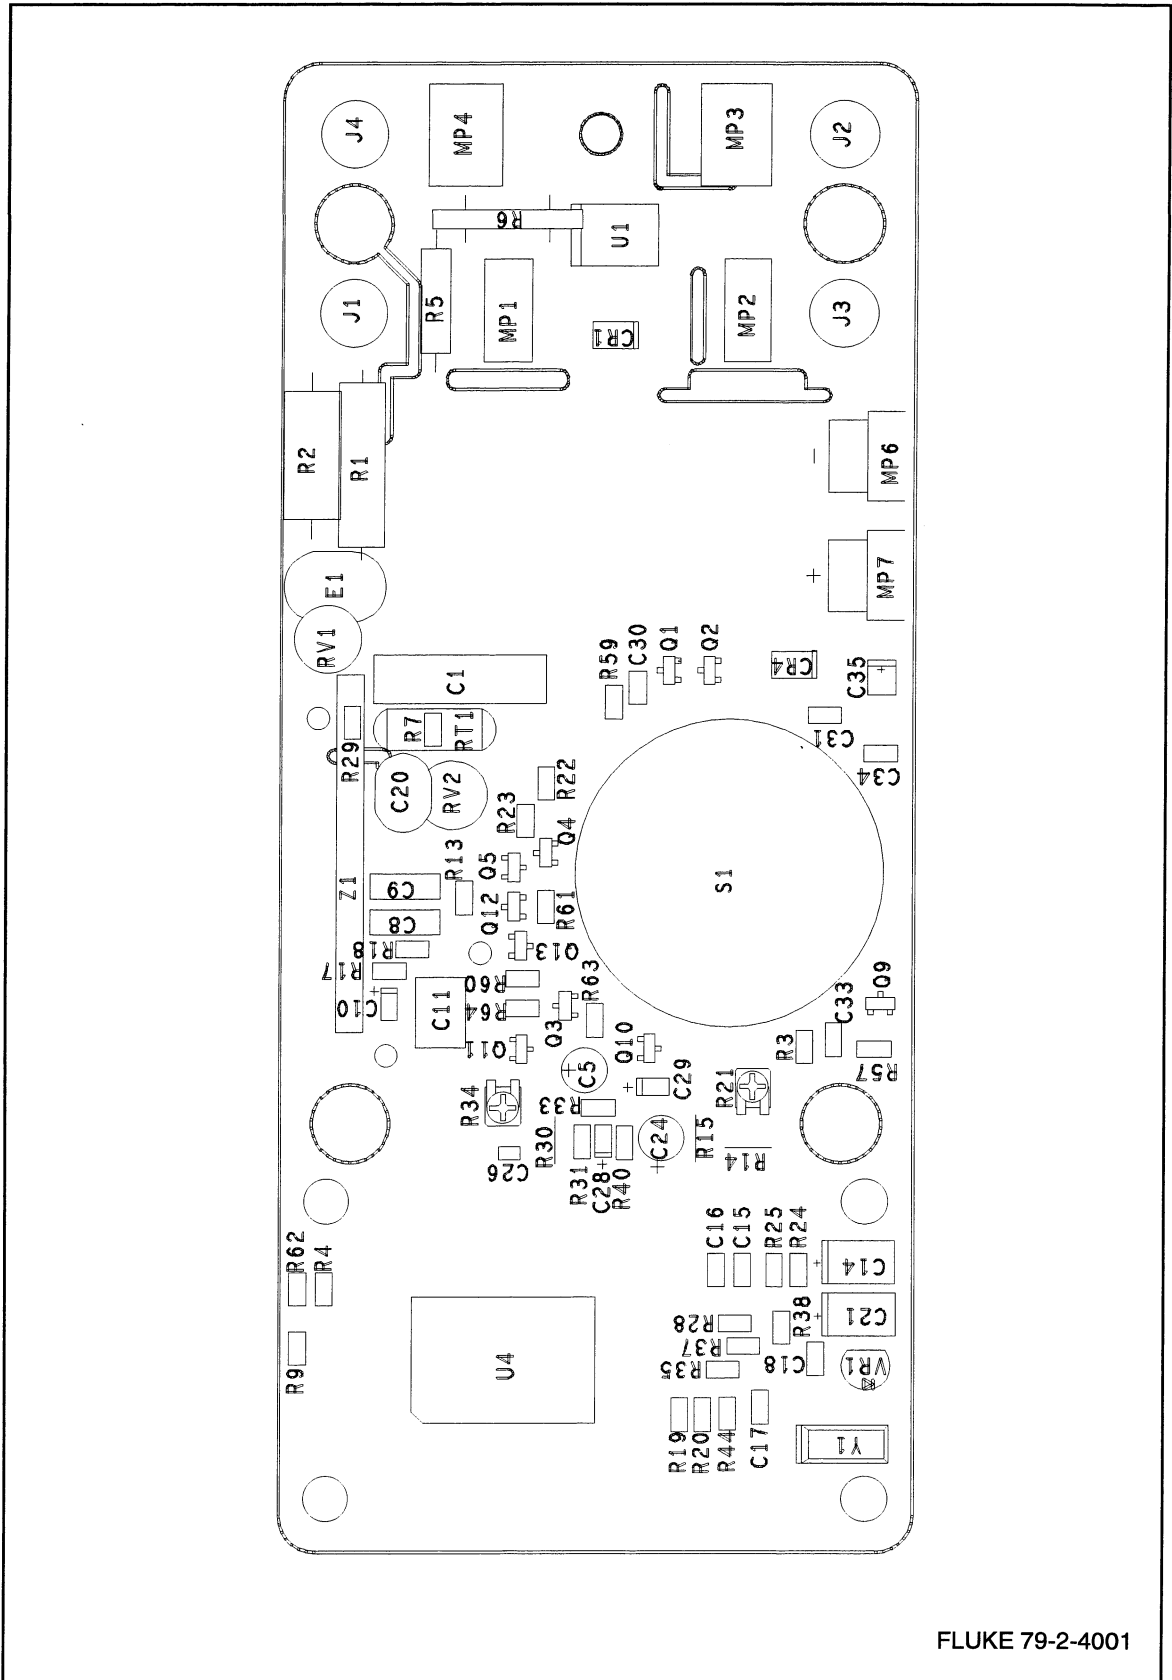 J4
MP4
MP3
J2
R6
U1
J1
R5
MP1
CR1
MP2
J3
R2
R1
-
MP6
E1
+
MP7
RV1
R59
C30
Q1
Q2
C1
CR4
C35
+
R7
RT1
C31
R29
C34
C20
RV2
R22
R23
Q4
R13
Q5
S1
Z1
C9
Q12
R61
C8
R18
Q13
R17
R60
Q9
C10
+
C11
R64
R63
C33
Q3
Q11
Q10
R3
+
C5
R57
+
C29
R21
R34
R33
C24
+
R15
R30
R14
C26
R31
C28
+
R40
R62
R4
C16
C15
R25
R24
+
C14
R28
R38
+
C21
R9
U4
R37
R35
C18
VR1
R19
R20
R44
C17
Y1
FLUKE 79-2-4001